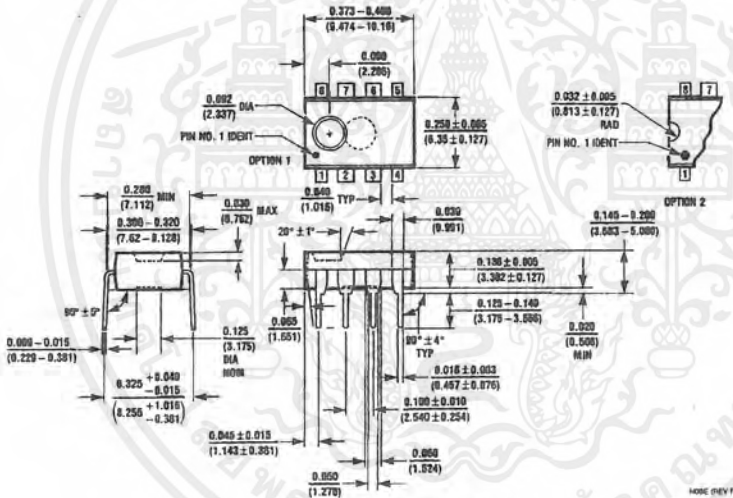 0.373-0.400
(9.474-10.16)
0.090
(2.286)
8 7 6 5
0.092
(2.337) DIA
PIN NO. 1 IDENT
OPTION 1
0.250 ± 0.005
(6.35 ± 0.127)
1 2 3 4
0.032 ± 0.005
(0.813 ± 0.127)
RAD
PIN NO. 1 IDENT
8 7
1
OPTION 2
0.280 MIN
(7.112)
0.300-0.320
(7.62-8.128)
0.030 MAX
(0.762)
0.040 TYP
(1.016)
0.039
(0.991)
20° ± 1°
0.145-0.200
(3.683-5.080)
0.130 ± 0.005
(3.302 ± 0.127)
0.125-0.140
(3.175-3.556)
0.020
(0.508)
MIN
95° ± 5°
0.009-0.015
(0.229-0.381)
0.125
(3.175)
DIA
NOM
0.065
(1.651)
90° ± 4°
TYP
0.325 +0.040 -0.015
(8.255 +1.016 -0.381)
0.018 ± 0.003
(0.457 ± 0.076)
0.100 ± 0.010
(2.540 ± 0.254)
0.045 ± 0.015
(1.143 ± 0.381)
0.060
(1.524)
0.050
(1.270)